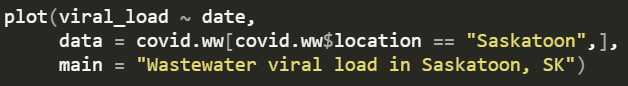 plot(viral_load ~ date,
     data = covid.ww[covid.ww$location == "Saskatoon",],
     main = "Wastewater viral load in Saskatoon, SK")